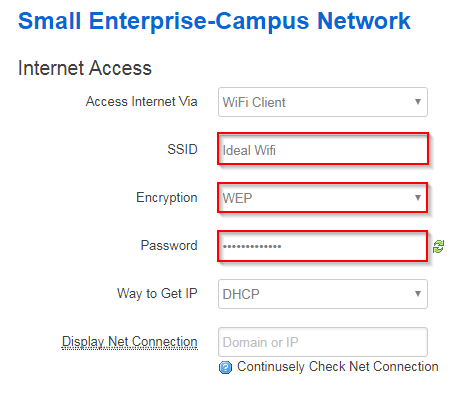 Small Enterprise-Campus Network
Internet Access
Access Internet Via WiFi Client
SSID Ideal Wifi
Encryption WEP
Password •••••••••••••
Way to Get IP DHCP
Display Net Connection Domain or IP
? Continusely Check Net Connection